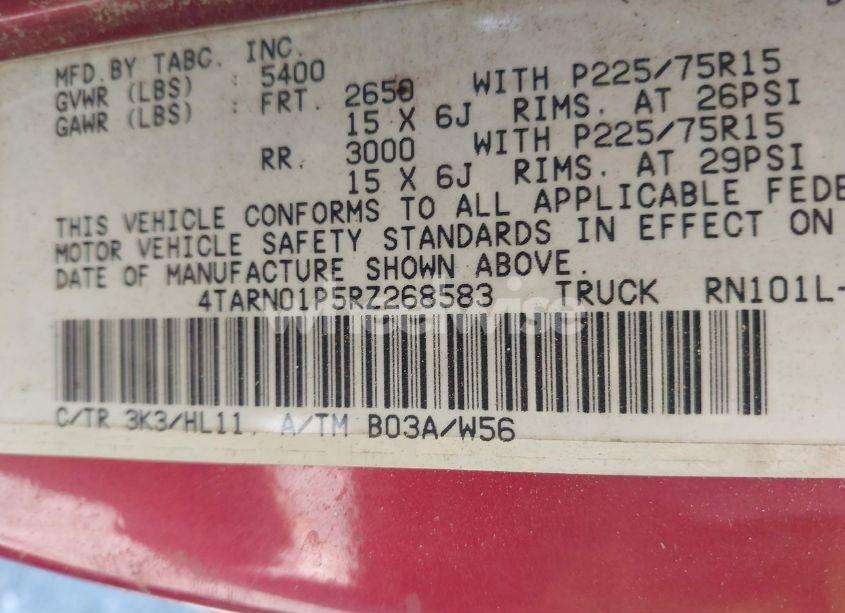 MFD. BY TABC. INC.
GVWR (LBS) : 5400 WITH P225/75R15
GAWR (LBS) : FRT. 2650 15 X 6J RIMS. AT 26PSI
RR. 3000 WITH P225/75R15
15 X 6J RIMS. AT 29PSI
THIS VEHICLE CONFORMS TO ALL APPLICABLE FEDE
MOTOR VEHICLE SAFETY STANDARDS IN EFFECT ON
DATE OF MANUFACTURE SHOWN ABOVE.
4TARN01P5RZ268583 TRUCK RN101L-
wheelwise
C/TR 3K3/HL11 A/TM B03A/W56